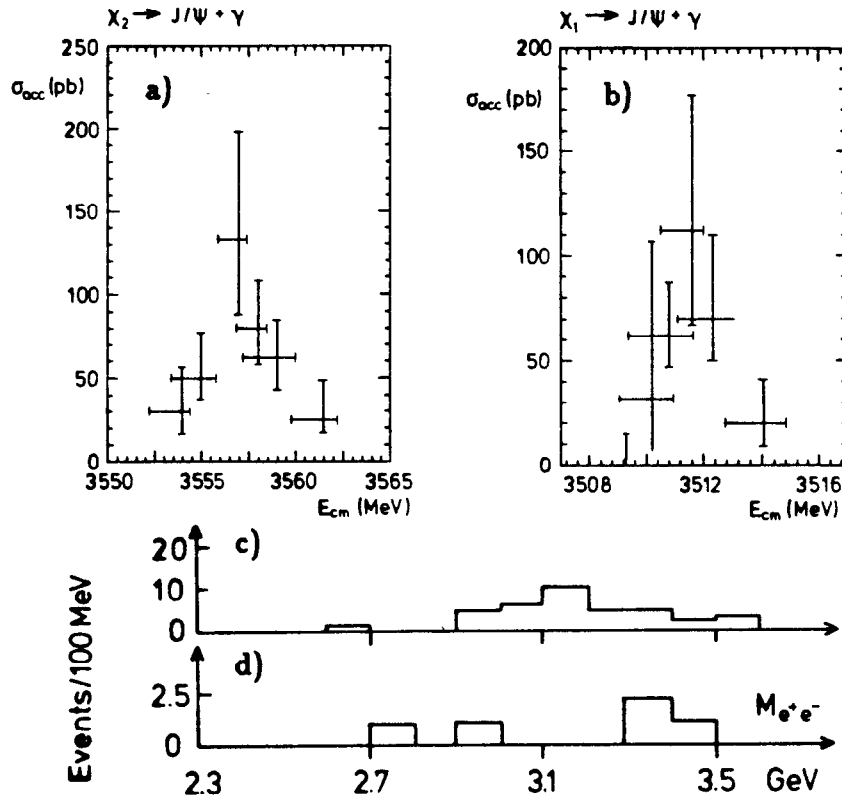 χ₂ → J/Ψ + γ
χ₁ → J/Ψ + γ
250
σacc (pb)
a)
200
150
100
50
0
3550 3555 3560 3565
Ecm (MeV)
200
σacc (pb)
b)
150
100
50
0
3508 3512 3516
Ecm (MeV)
Events/100 MeV
c)
20
10
0
d)
2.5
0
Me⁺e⁻
2.3 2.7 3.1 3.5 GeV